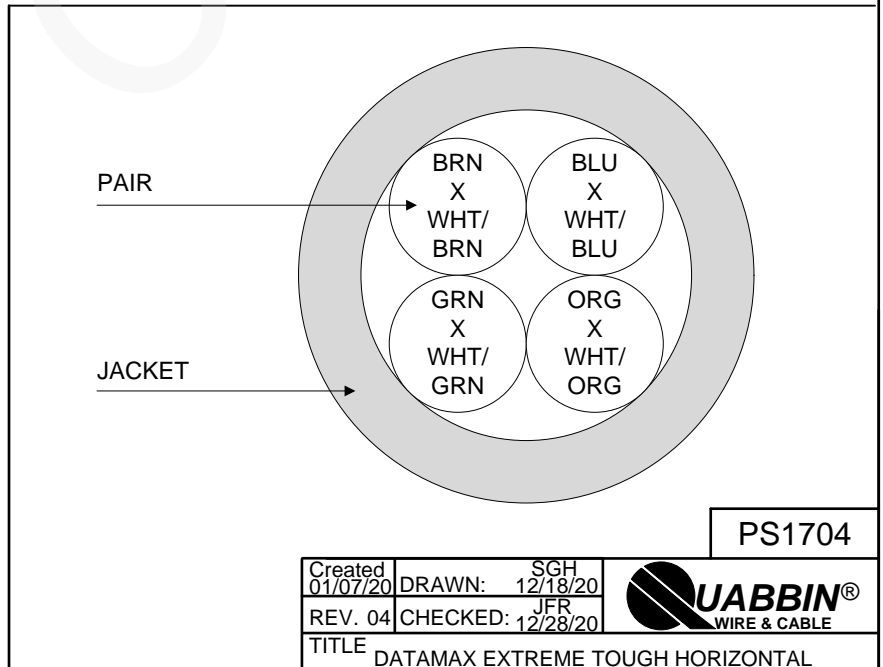 PAIR
BRN
X
WHT/
BRN
BLU
X
WHT/
BLU
GRN
X
WHT/
GRN
ORG
X
WHT/
ORG
JACKET
PS1704
Created
01/07/20
DRAWN:
SGH
12/18/20
REV. 04
CHECKED:
JFR
12/28/20
QUABBIN®
WIRE & CABLE
TITLE
DATAMAX EXTREME TOUGH HORIZONTAL